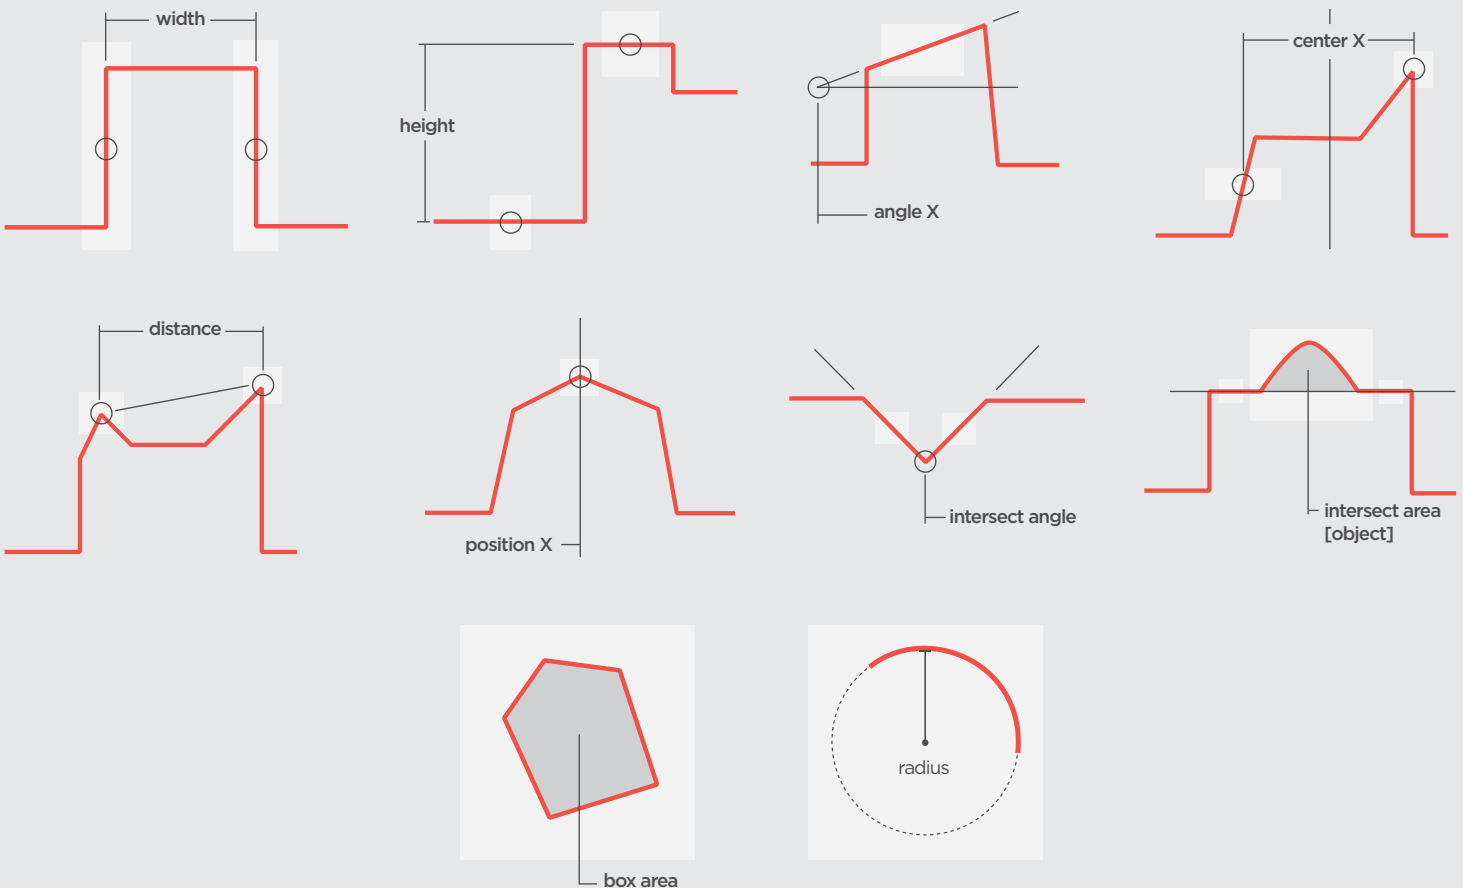 width
height
angle X
center X
distance
position X
intersect angle
intersect area
[object]
box area
radius